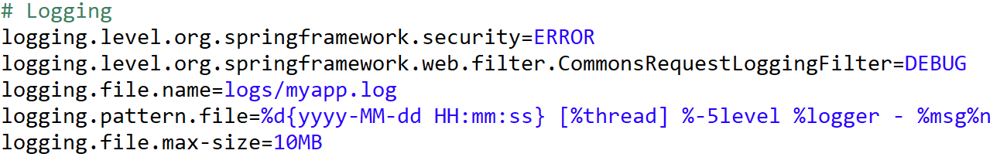 # Logging
logging.level.org.springframework.security=ERROR
logging.level.org.springframework.web.filter.CommonsRequestLoggingFilter=DEBUG
logging.file.name=logs/myapp.log
logging.pattern.file=%d{yyyy-MM-dd HH:mm:ss} [%thread] %-5level %logger - %msg%n
logging.file.max-size=10MB